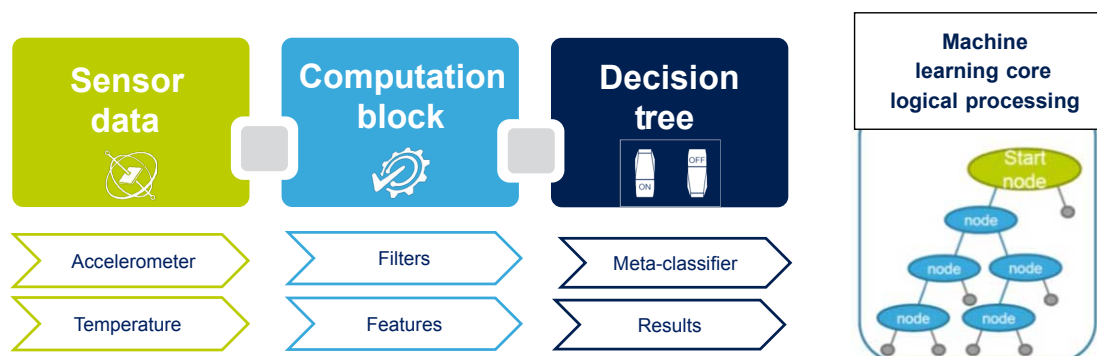 Sensor
data
Computation
block
Decision
tree
ON
OFF
Accelerometer
Filters
Meta-classifier
Temperature
Features
Results
Machine
learning core
logical processing
Start
node
node
node
node
node
node